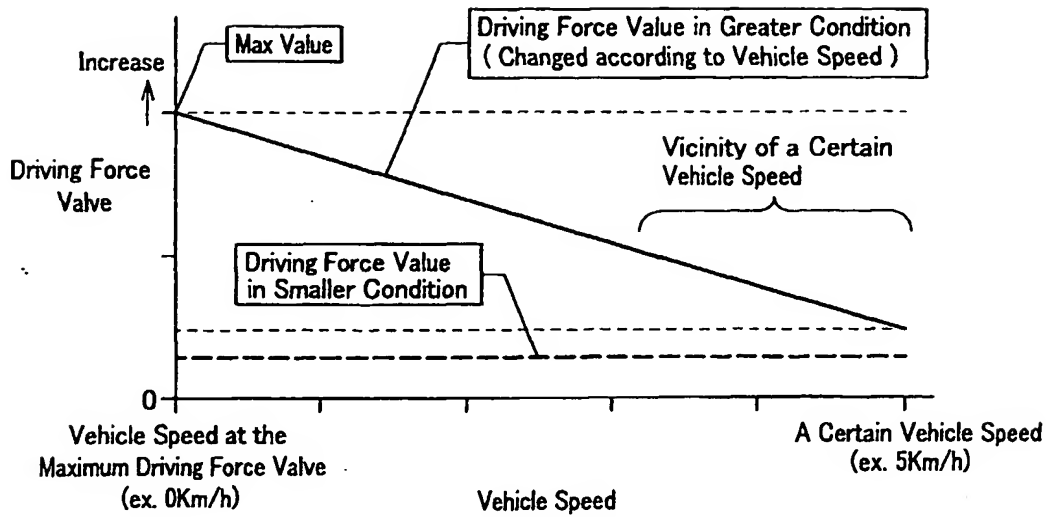 Max Value
Driving Force Value in Greater Condition
( Changed according to Vehicle Speed )
Increase
Driving Force
Valve
Vicinity of a Certain
Vehicle Speed
Driving Force Value
in Smaller Condition
0
Vehicle Speed at the
Maximum Driving Force Valve
(ex. 0Km/h)
Vehicle Speed
A Certain Vehicle Speed
(ex. 5Km/h)